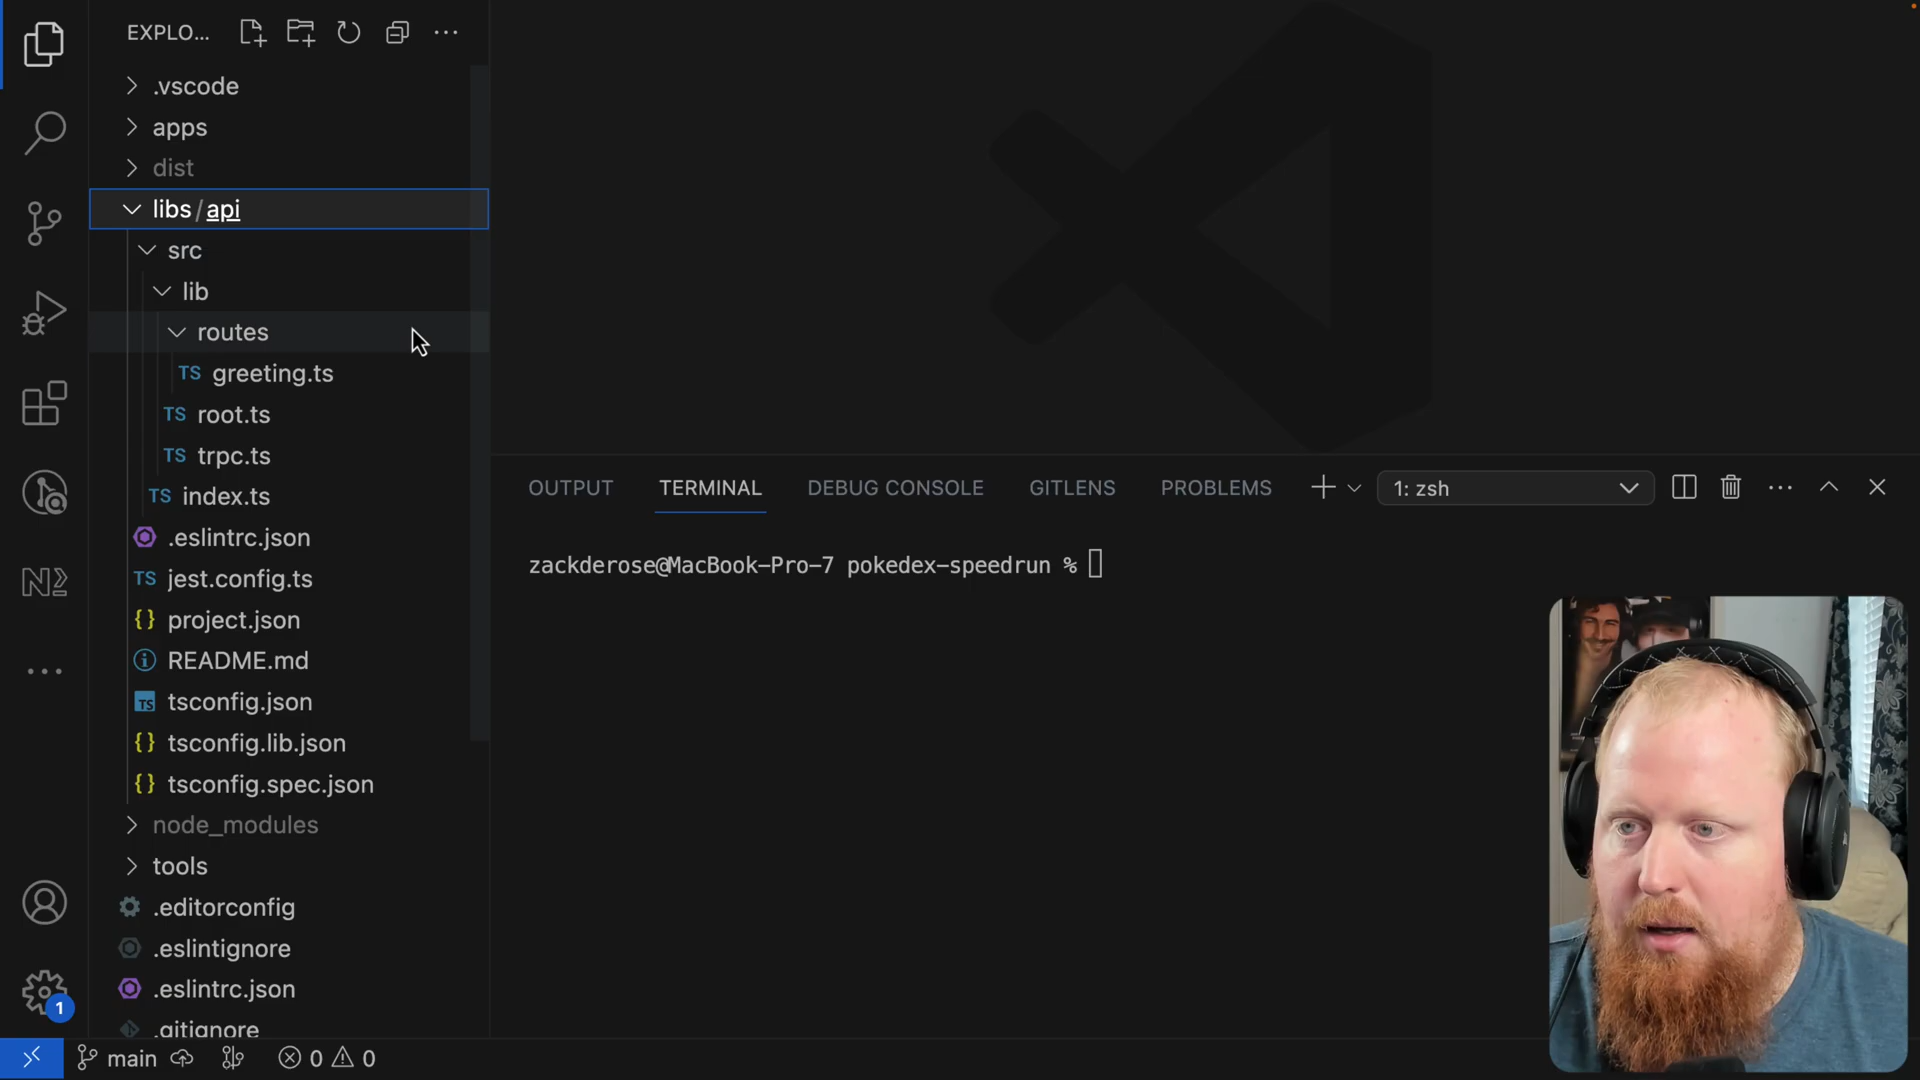 EXPLO...
.vscode
apps
dist
libs / api
src
lib
routes
TS greeting.ts
TS root.ts
TS trpc.ts
TS index.ts
.eslintrc.json
TS jest.config.ts
{} project.json
README.md
TS tsconfig.json
{} tsconfig.lib.json
{} tsconfig.spec.json
node_modules
tools
.editorconfig
.eslintignore
.eslintrc.json
.gitignore
1
main
0
0
OUTPUT
TERMINAL
DEBUG CONSOLE
GITLENS
PROBLEMS
1: zsh
zackderose@MacBook-Pro-7 pokedex-speedrun %